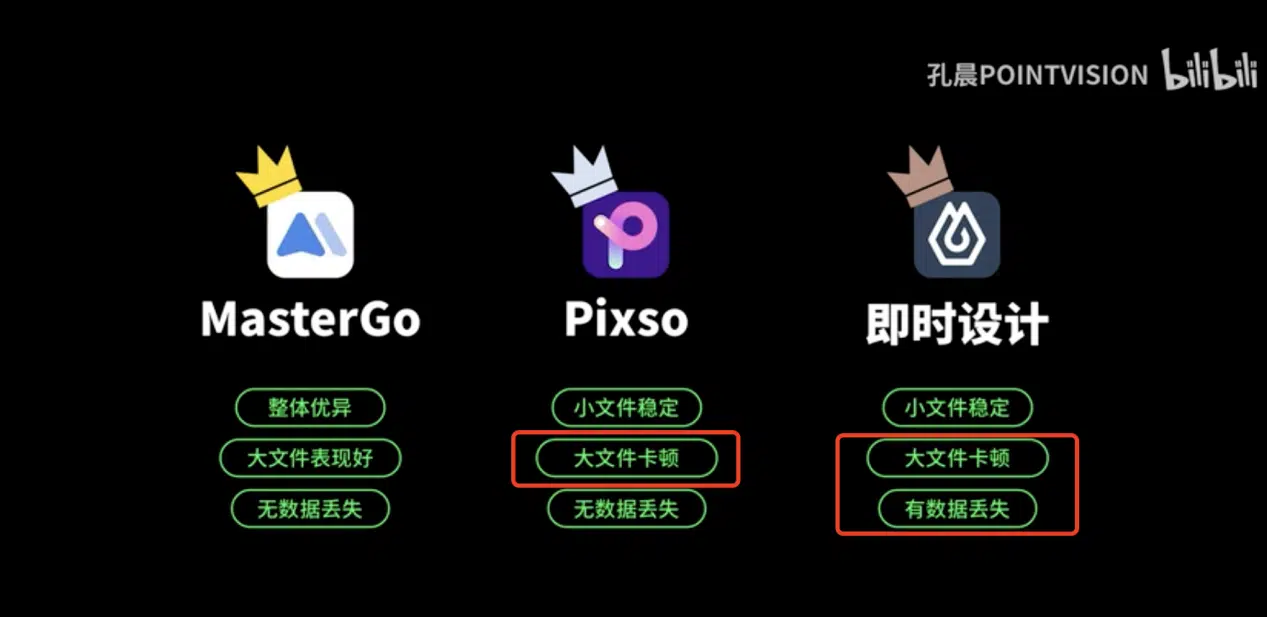 孔晨POINTVISION bilibili
MasterGo
Pixso
即时设计
整体优异
小文件稳定
小文件稳定
大文件表现好
大文件卡顿
大文件卡顿
无数据丢失
无数据丢失
有数据丢失